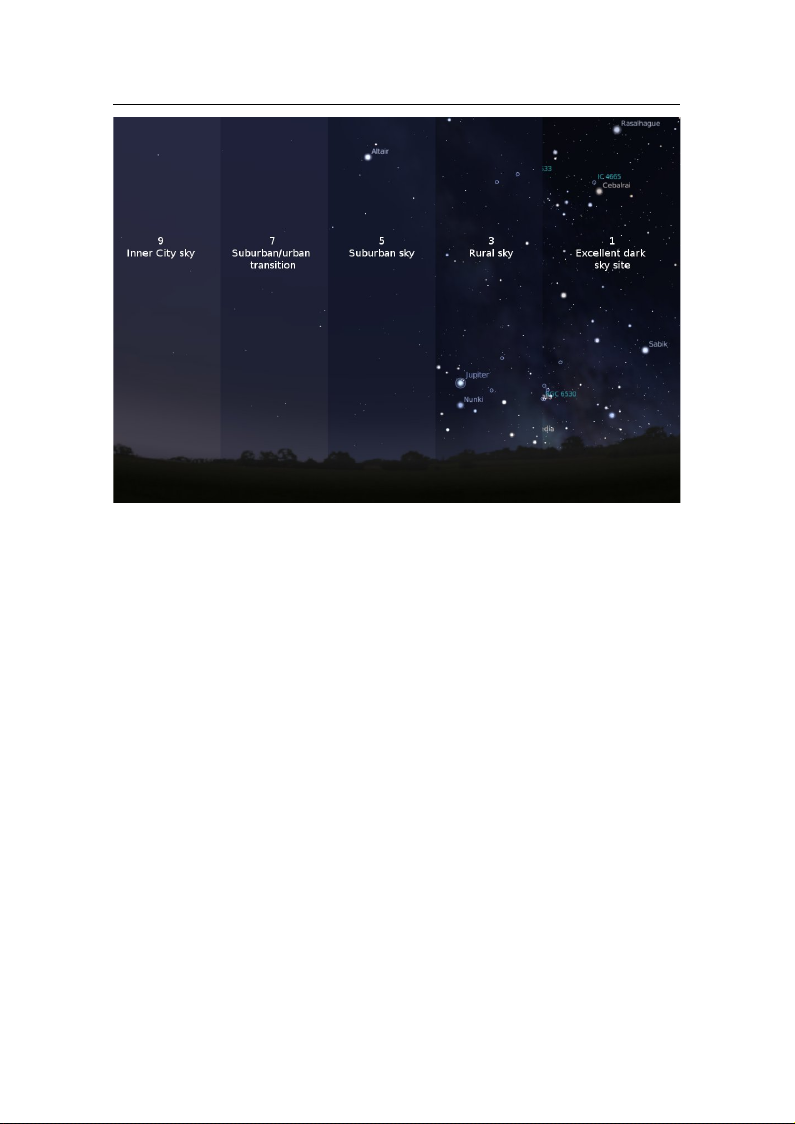 Rasalhague
Altair
IC 4665
Cebalrai
9
Inner City sky
7
Suburban/urban
transition
5
Suburban sky
3
Rural sky
1
Excellent dark
sky site
Sabik
Jupiter
Nunki